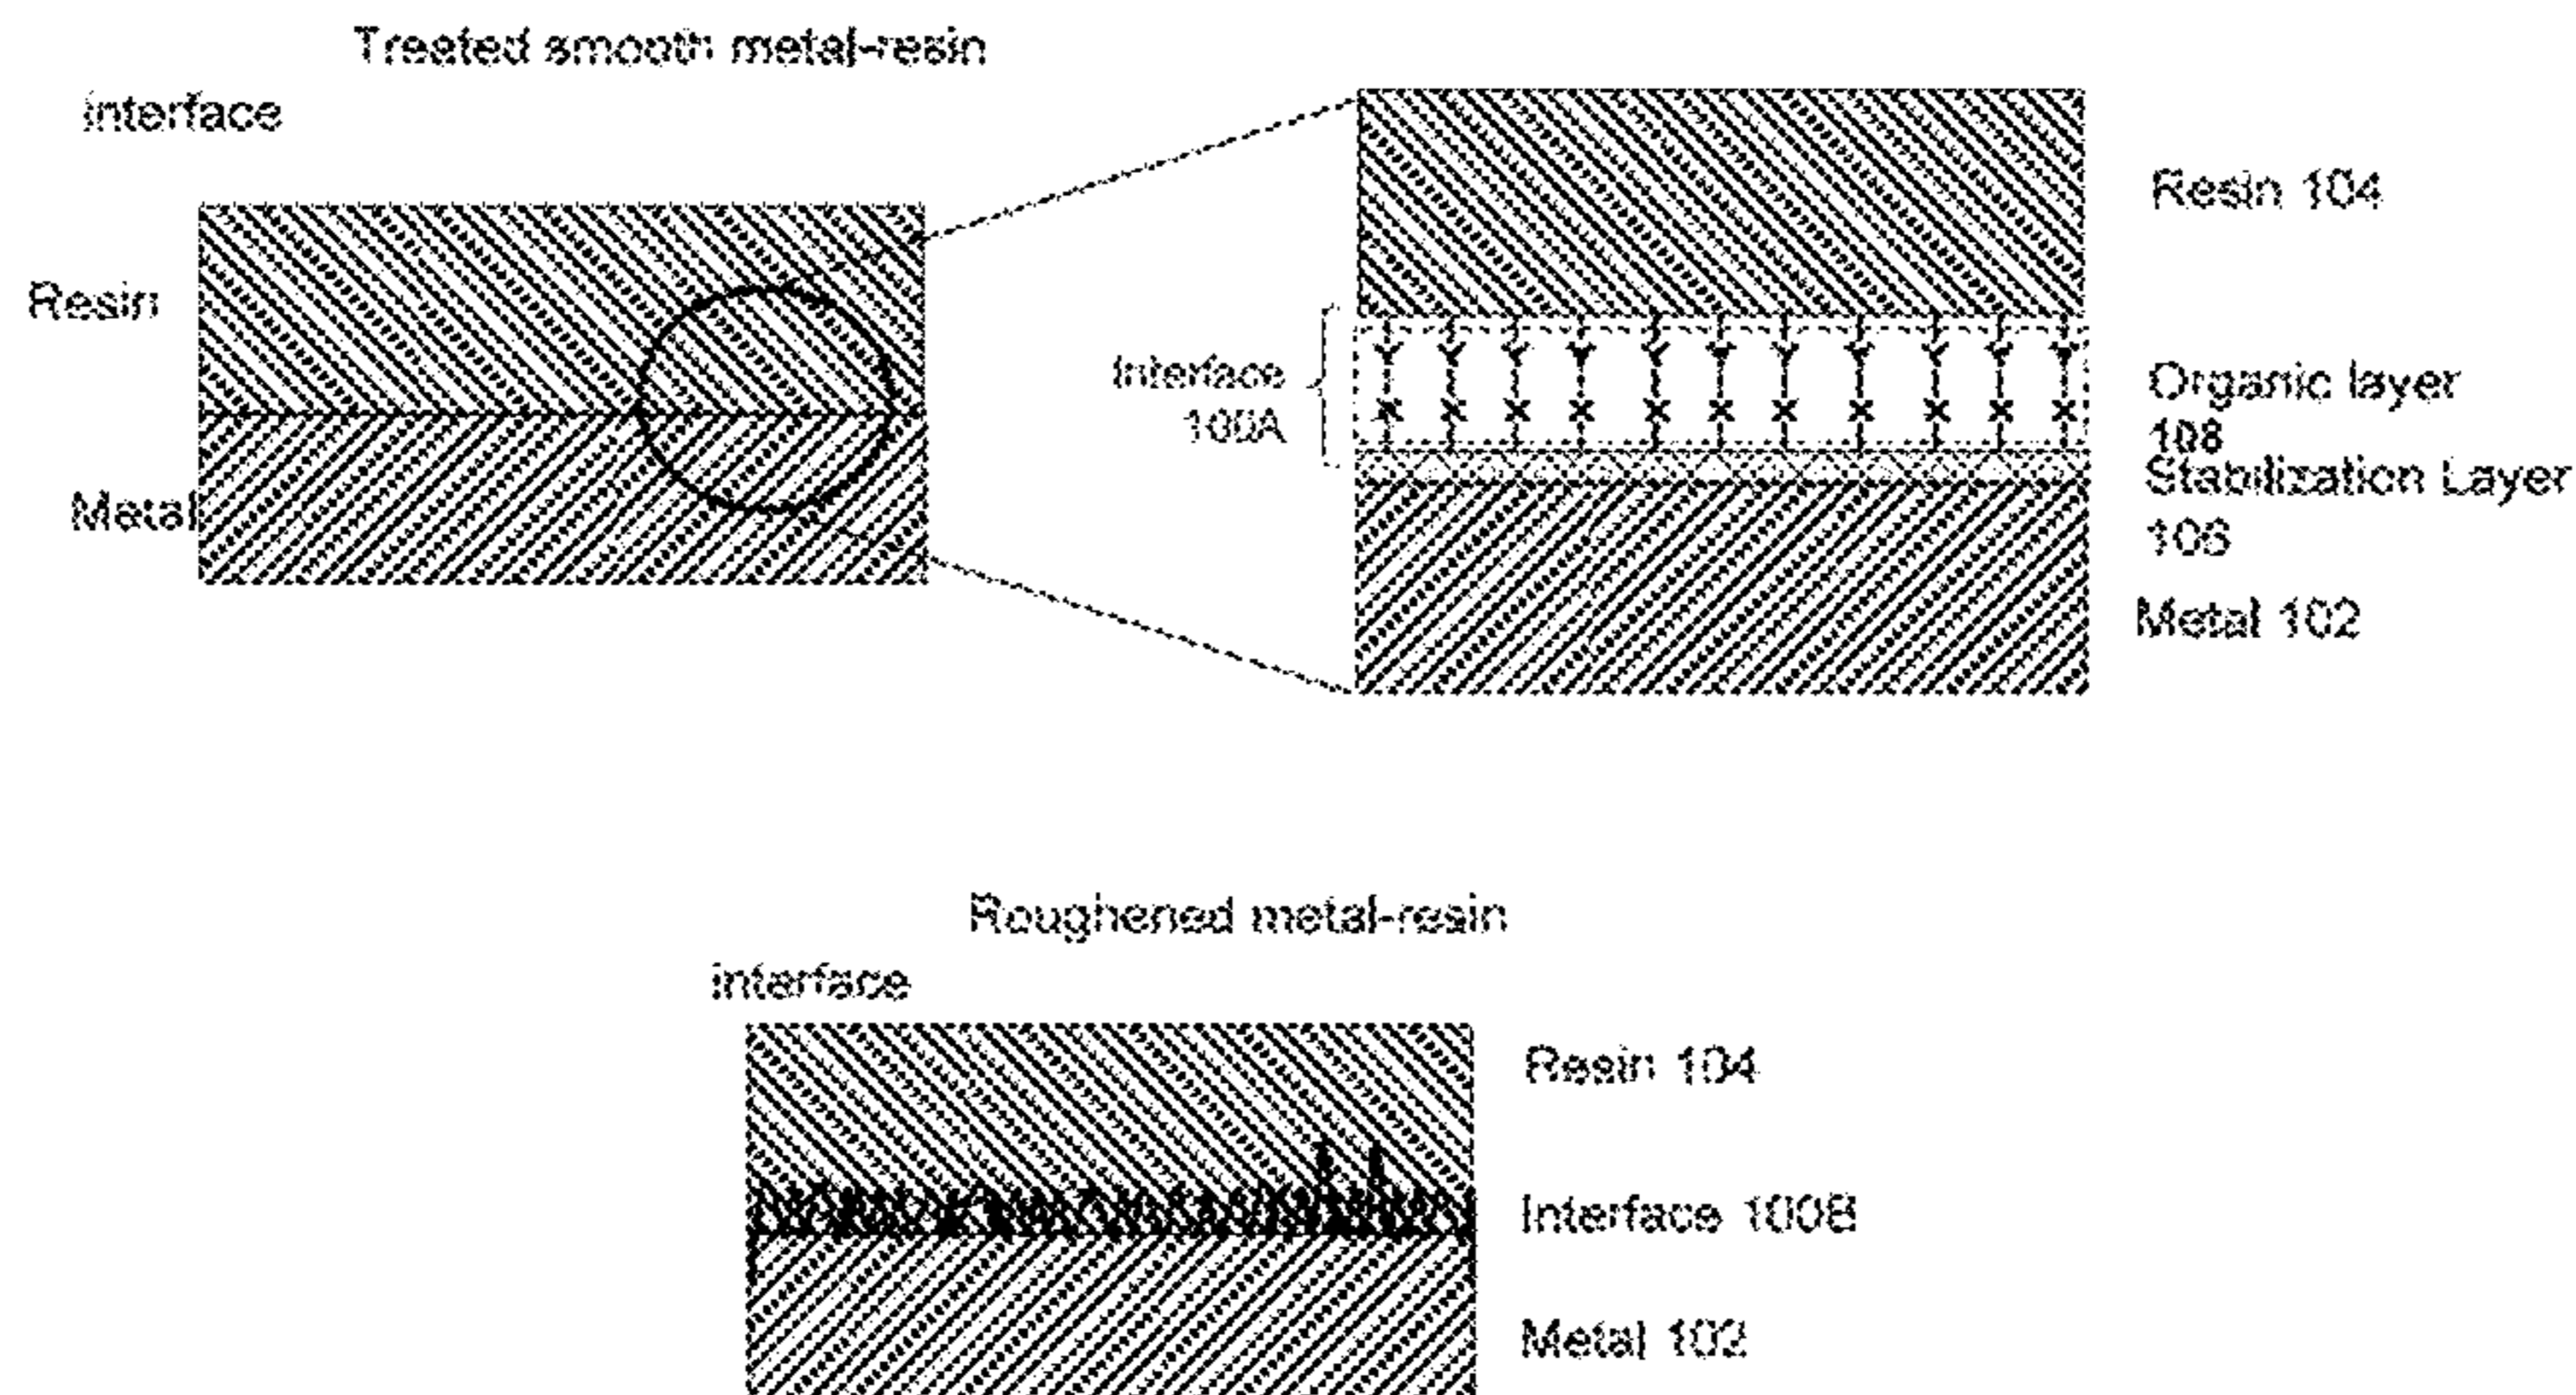 Treated smooth metal-resin
interface
Resin
Metal
Interface
100A
Resin 104
Organic layer
108
Stabilization Layer
106
Metal 102
Roughened metal-resin
interface
Resin 104
Interface 100B
Metal 102